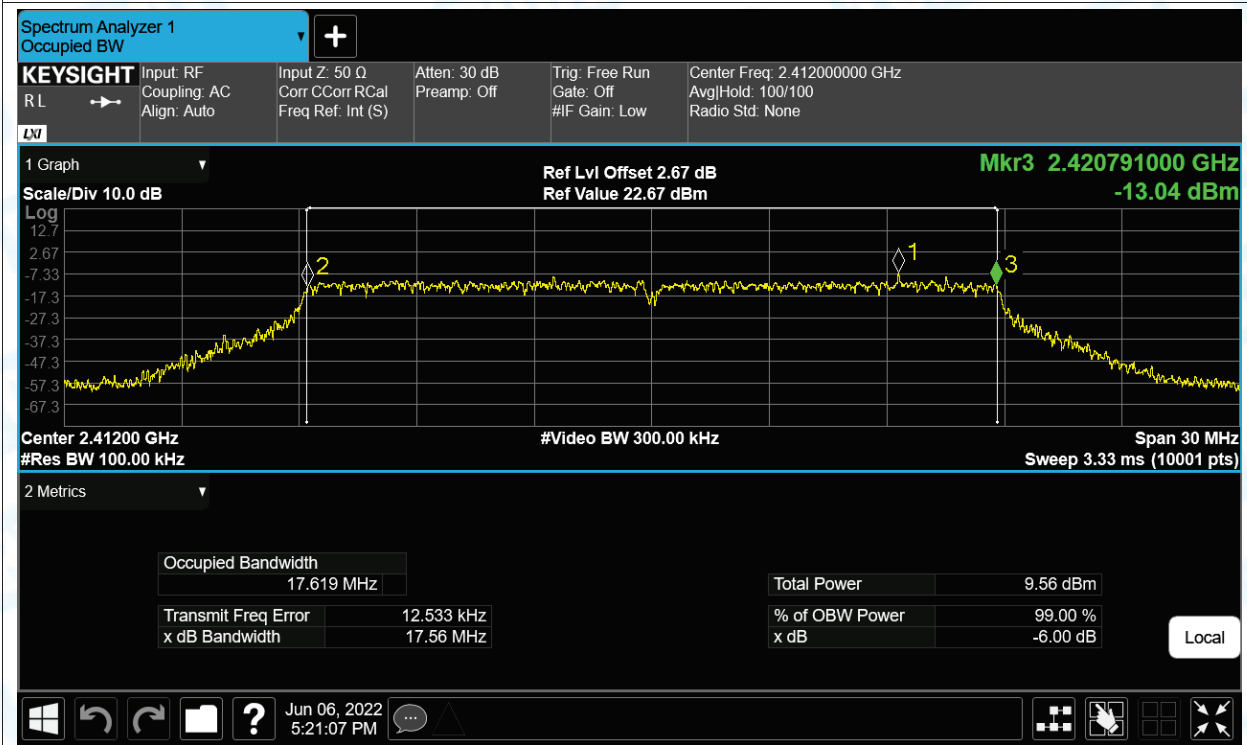 Spectrum Analyzer 1
Occupied BW
KEYSIGHT
R L
LXI
Input: RF
Coupling: AC
Align: Auto
Input Z: 50 Ω
Corr CCorr RCal
Freq Ref: Int (S)
Atten: 30 dB
Preamp: Off
Trig: Free Run
Gate: Off
#IF Gain: Low
Center Freq: 2.412000000 GHz
Avg|Hold: 100/100
Radio Std: None
1 Graph
Scale/Div 10.0 dB
Ref Lvl Offset 2.67 dB
Ref Value 22.67 dBm
Mkr3 2.420791000 GHz
-13.04 dBm
Log
12.7
2.67
-7.33
-17.3
-27.3
-37.3
-47.3
-57.3
-67.3
2
1
3
Center 2.41200 GHz
#Video BW 300.00 kHz
Span 30 MHz
#Res BW 100.00 kHz
Sweep 3.33 ms (10001 pts)
2 Metrics
Occupied Bandwidth
17.619 MHz
Transmit Freq Error 12.533 kHz
x dB Bandwidth 17.56 MHz
Total Power 9.56 dBm
% of OBW Power 99.00 %
x dB -6.00 dB
Local
?
Jun 06, 2022
5:21:07 PM